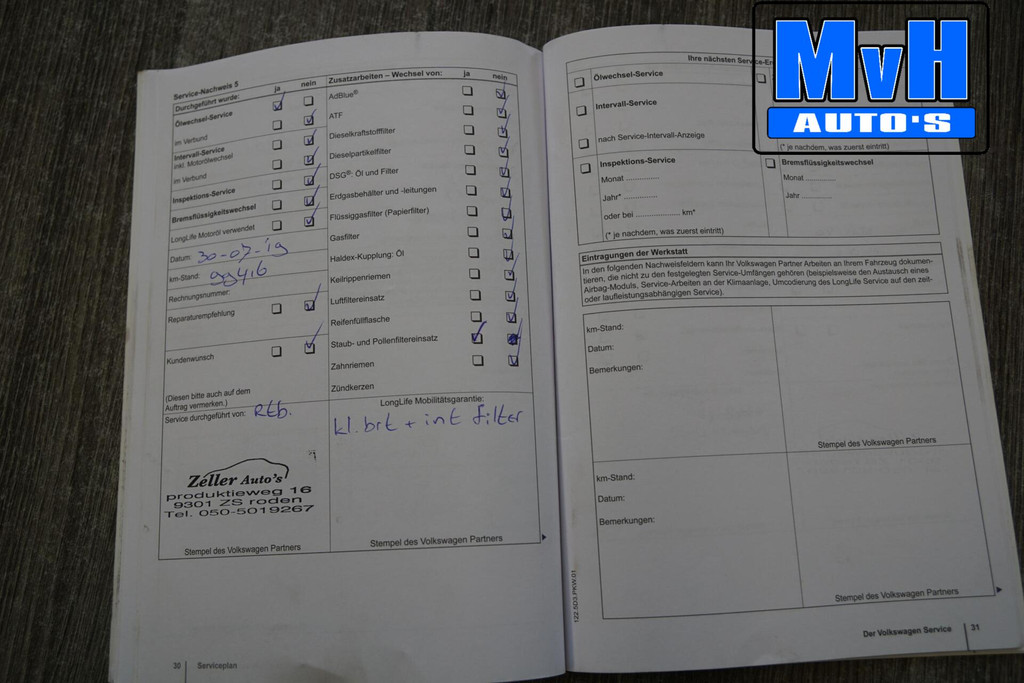 Service-Nachweis 5
ja nein
Durchgeführt wurde:
Ölwechsel-Service
im Verbund
Intervall-Service
inkl. Motorölwechsel
im Verbund
Inspektions-Service
Bremsflüssigkeitswechsel
LongLife Motoröl verwendet
Datum: 30-07-19
km-Stand:
Rechnungsnummer:
Reparaturempfehlung
Kundenwunsch
(Diesen bitte auch auf dem
Auftrag vermerken.)
Service durchgeführt von: Rtb.
Zeller Auto's
produktieweg 16
9301 ZS roden
Tel. 050-5019267
Stempel des Volkswagen Partners
Zusatzarbeiten – Wechsel von: ja nein
AdBlue®
ATF
Dieselkraftstofffilter
Dieselpartikelfilter
DSG®: Öl und Filter
Erdgasbehälter und -leitungen
Flüssiggasfilter (Papierfilter)
Gasfilter
Haldex-Kupplung: Öl
Keilrippenriemen
Luftfiltereinsatz
Reifenfüllflasche
Staub- und Pollenfiltereinsatz
Zahnriemen
Zündkerzen
LongLife Mobilitätsgarantie:
kl. brt + int filter
Stempel des Volkswagen Partners
30 Serviceplan
Ihre nächsten
Ölwechsel-Service
Intervall-Service
nach Service-Intervall-Anzeige
Inspektions-Service
Monat ..............
Jahr* .............
oder bei .................. km*
(* je nachdem, was zuerst eintritt)
(* je nachdem, was zuerst eintritt)
Bremsflüssigkeitswechsel
Monat ............
Jahr ............
Eintragungen der Werkstatt
In den folgenden Nachweisfeldern kann Ihr Volkswagen Partner Arbeiten an Ihrem Fahrzeug dokumen-
tieren, die nicht zu den festgelegten Service-Umfängen gehören (beispielsweise den Austausch eines
Airbag-Moduls, Service-Arbeiten an der Klimaanlage, Umcodierung des LongLife Service auf den zeit-
oder laufleistungsabhängigen Service).
km-Stand:
Datum:
Bemerkungen:
Stempel des Volkswagen Partners
km-Stand:
Datum:
Bemerkungen:
Stempel des Volkswagen Partners
122.5D3.PKW.01
Der Volkswagen Service 31
MvH
AUTO'S